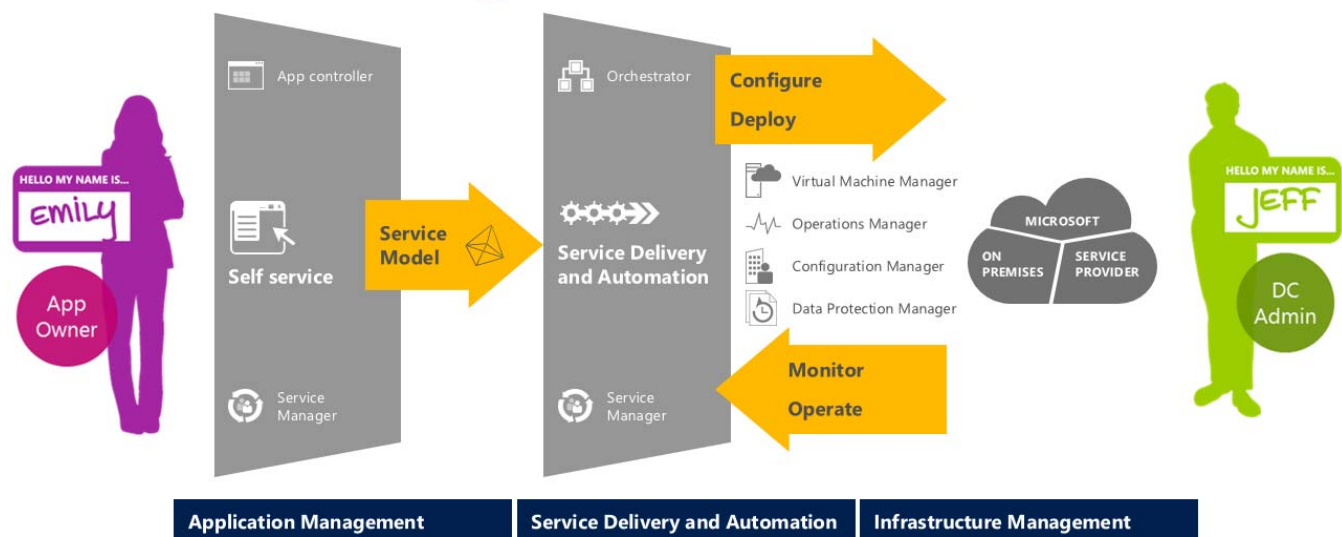 HELLO MY NAME IS...
EMILY
App
Owner
App controller
Self service
Service
Manager
Service
Model
Orchestrator
Service Delivery
and Automation
Service
Manager
Configure
Deploy
Virtual Machine Manager
Operations Manager
Configuration Manager
Data Protection Manager
Monitor
Operate
MICROSOFT
ON
PREMISES
SERVICE
PROVIDER
HELLO MY NAME IS...
JEFF
DC
Admin
Application Management
Service Delivery and Automation
Infrastructure Management